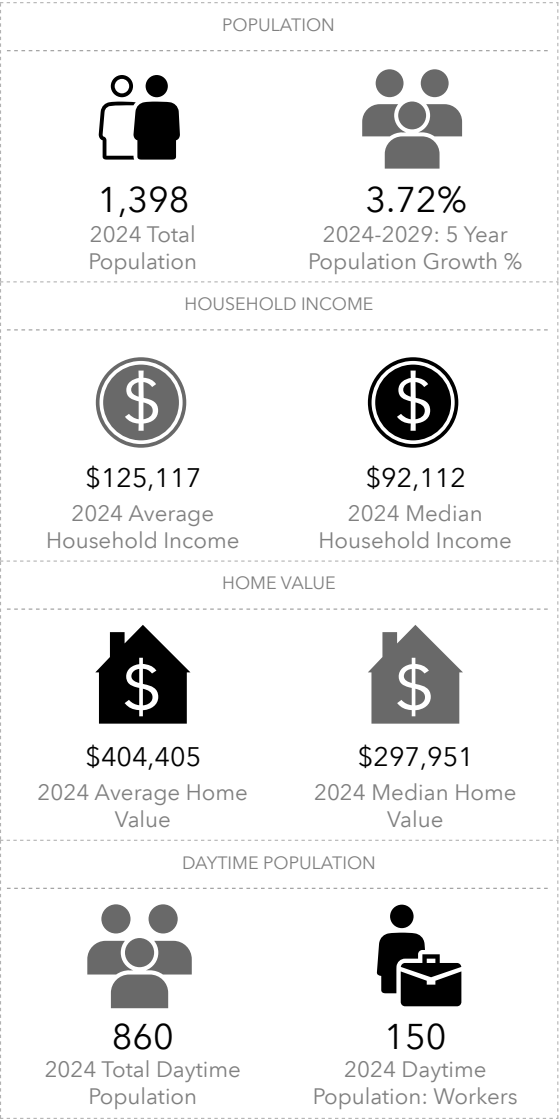 POPULATION
1,398
2024 Total
Population
3.72%
2024-2029: 5 Year
Population Growth %
HOUSEHOLD INCOME
$
$125,117
2024 Average
Household Income
$
$92,112
2024 Median
Household Income
HOME VALUE
$
$404,405
2024 Average Home
Value
$
$297,951
2024 Median Home
Value
DAYTIME POPULATION
860
2024 Total Daytime
Population
150
2024 Daytime
Population: Workers